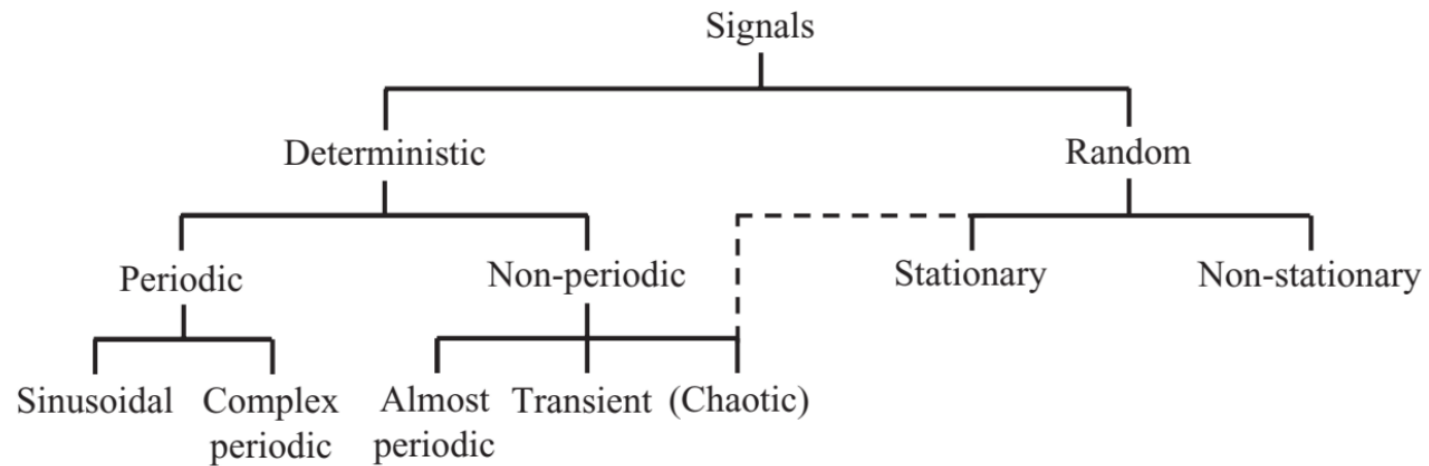 Signals
Deterministic
Random
Periodic
Non-periodic
Stationary
Non-stationary
Sinusoidal
Complex
periodic
Almost
periodic
Transient
(Chaotic)